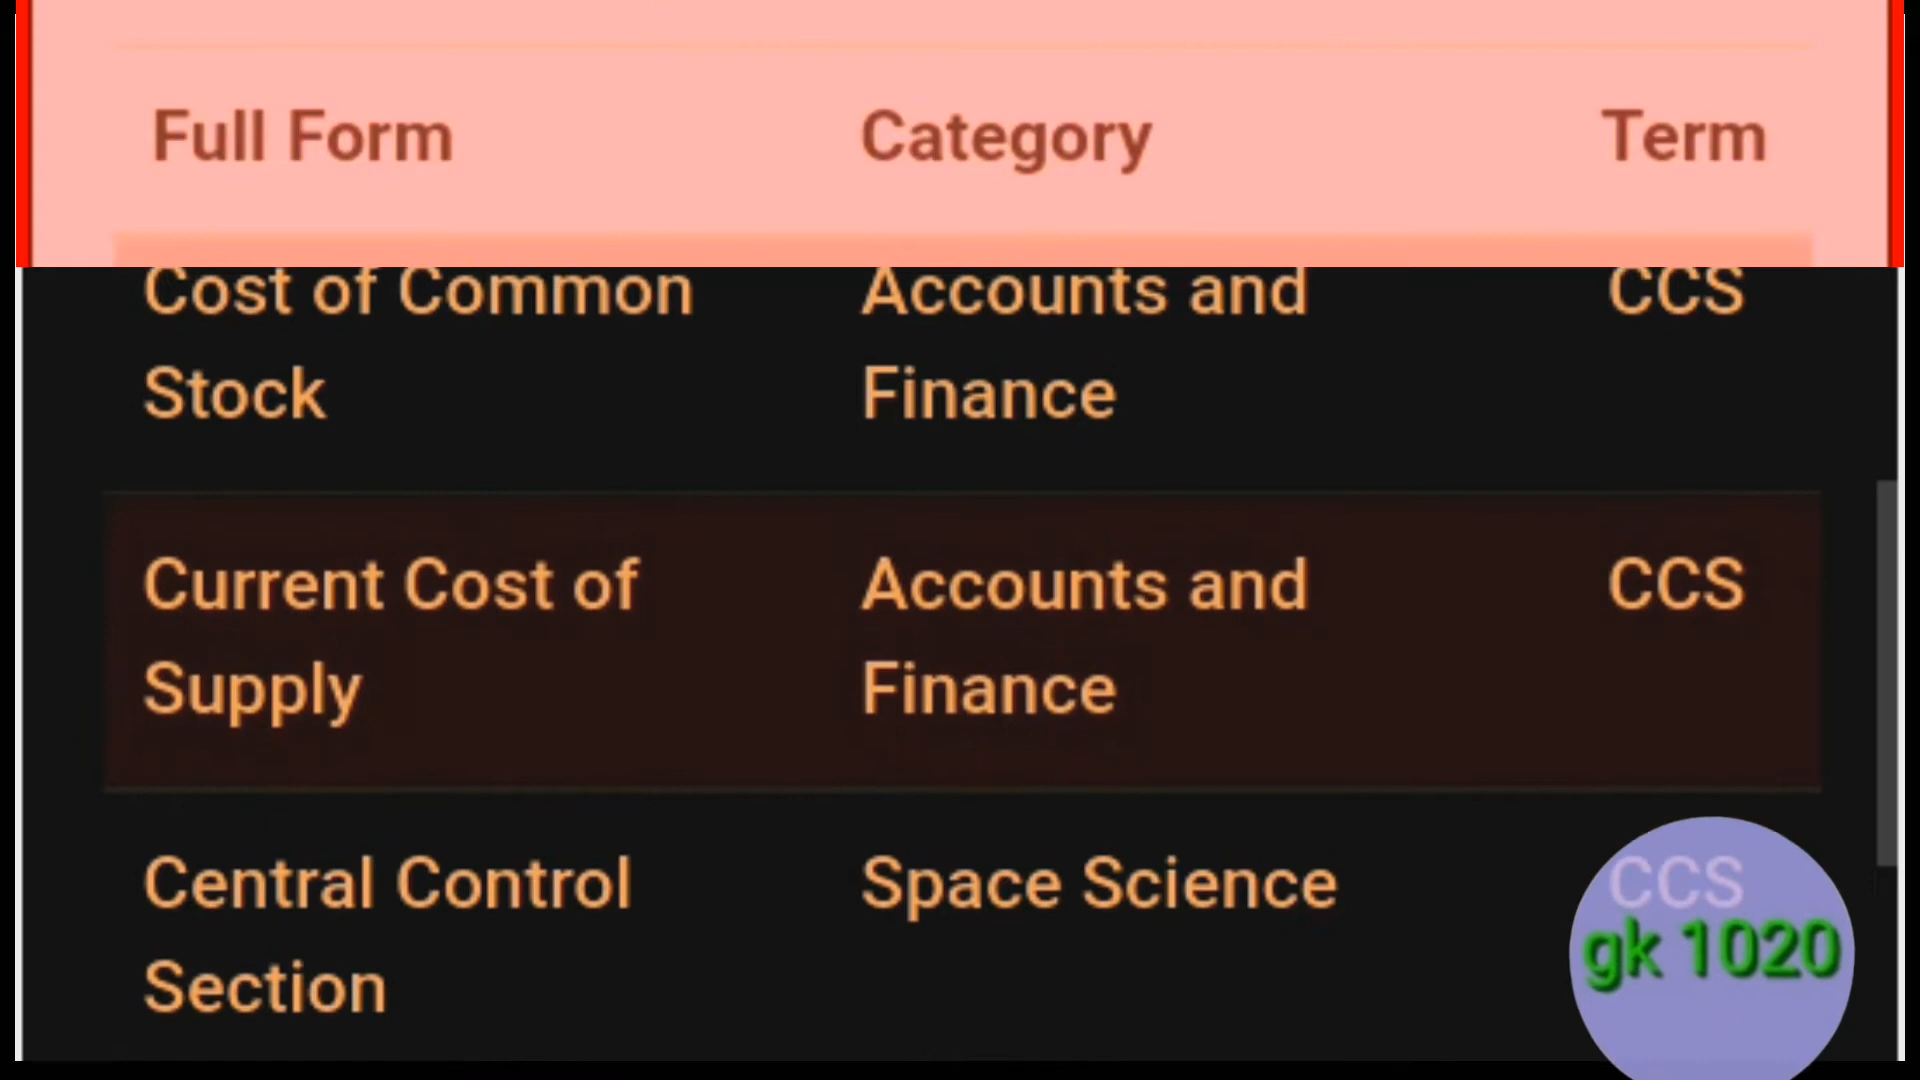 Full Form Category Term
Cost of Common Accounts and CCS
Stock Finance
Current Cost of Accounts and CCS
Supply Finance
Central Control Space Science CCS
Section
gk 1020